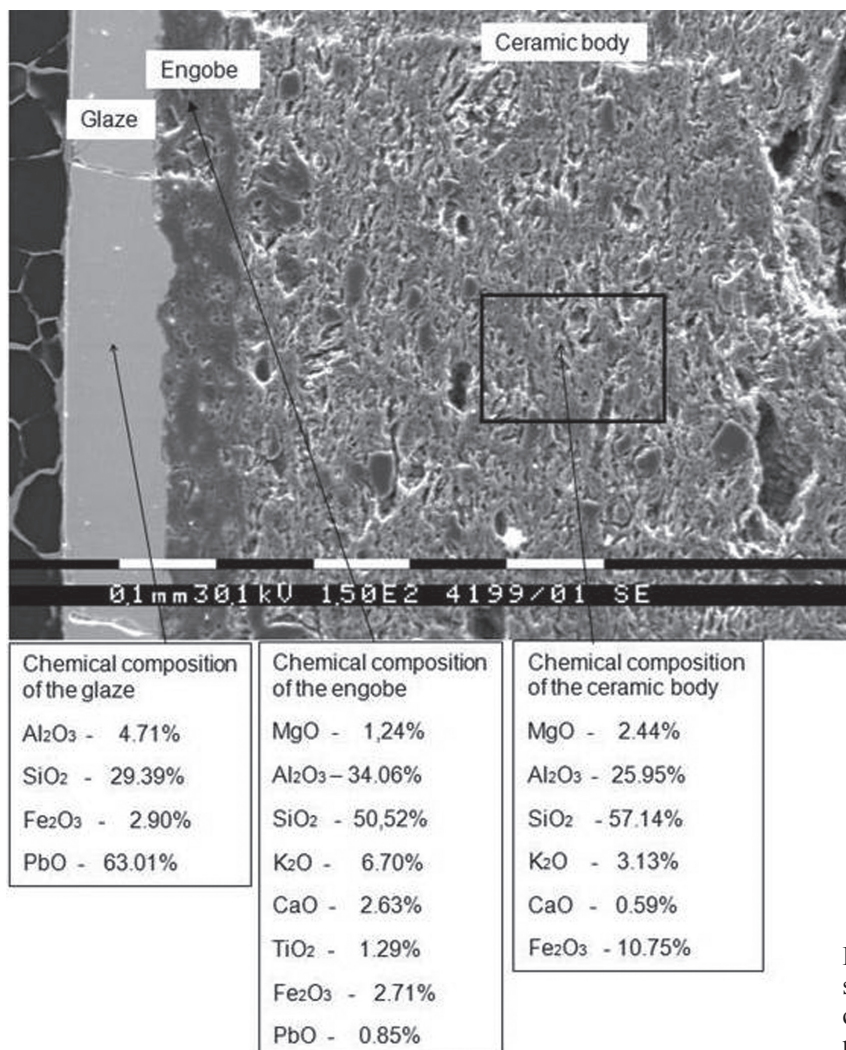 Ceramic body
Engobe
Glaze
0.1mm30.1kV 1.50E2 4199/01 SE
Chemical composition
of the glaze
Al₂O₃ - 4.71%
SiO₂ - 29.39%
Fe₂O₃ - 2.90%
PbO - 63.01%
Chemical composition
of the engobe
MgO - 1,24%
Al₂O₃ – 34.06%
SiO₂ - 50,52%
K₂O - 6.70%
CaO - 2.63%
TiO₂ - 1.29%
Fe₂O₃ - 2.71%
PbO - 0.85%
Chemical composition
of the ceramic body
MgO - 2.44%
Al₂O₃ - 25.95%
SiO₂ - 57.14%
K₂O - 3.13%
CaO - 0.59%
Fe₂O₃ - 10.75%